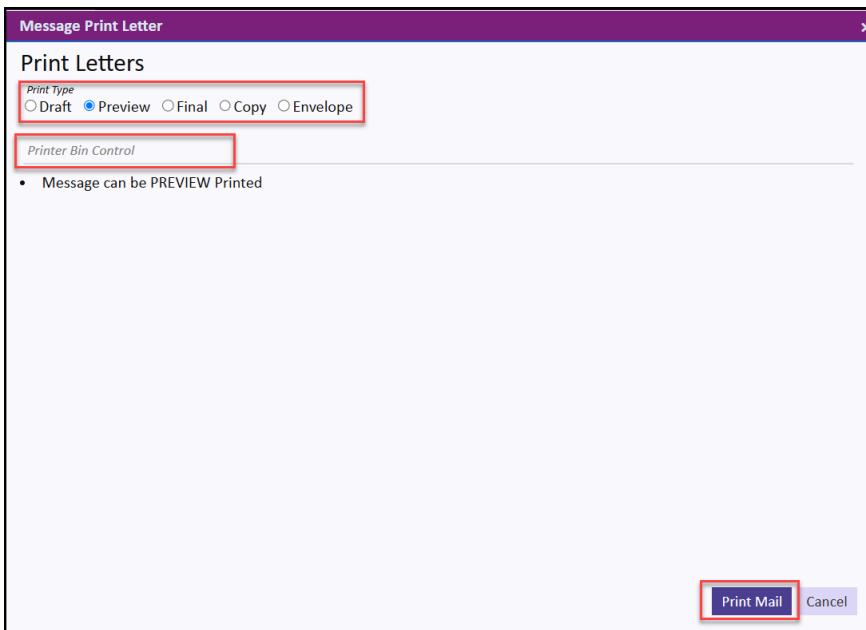 Message Print Letter
Print Letters
Print Type
Draft Preview Final Copy Envelope
Printer Bin Control
• Message can be PREVIEW Printed
Print Mail Cancel